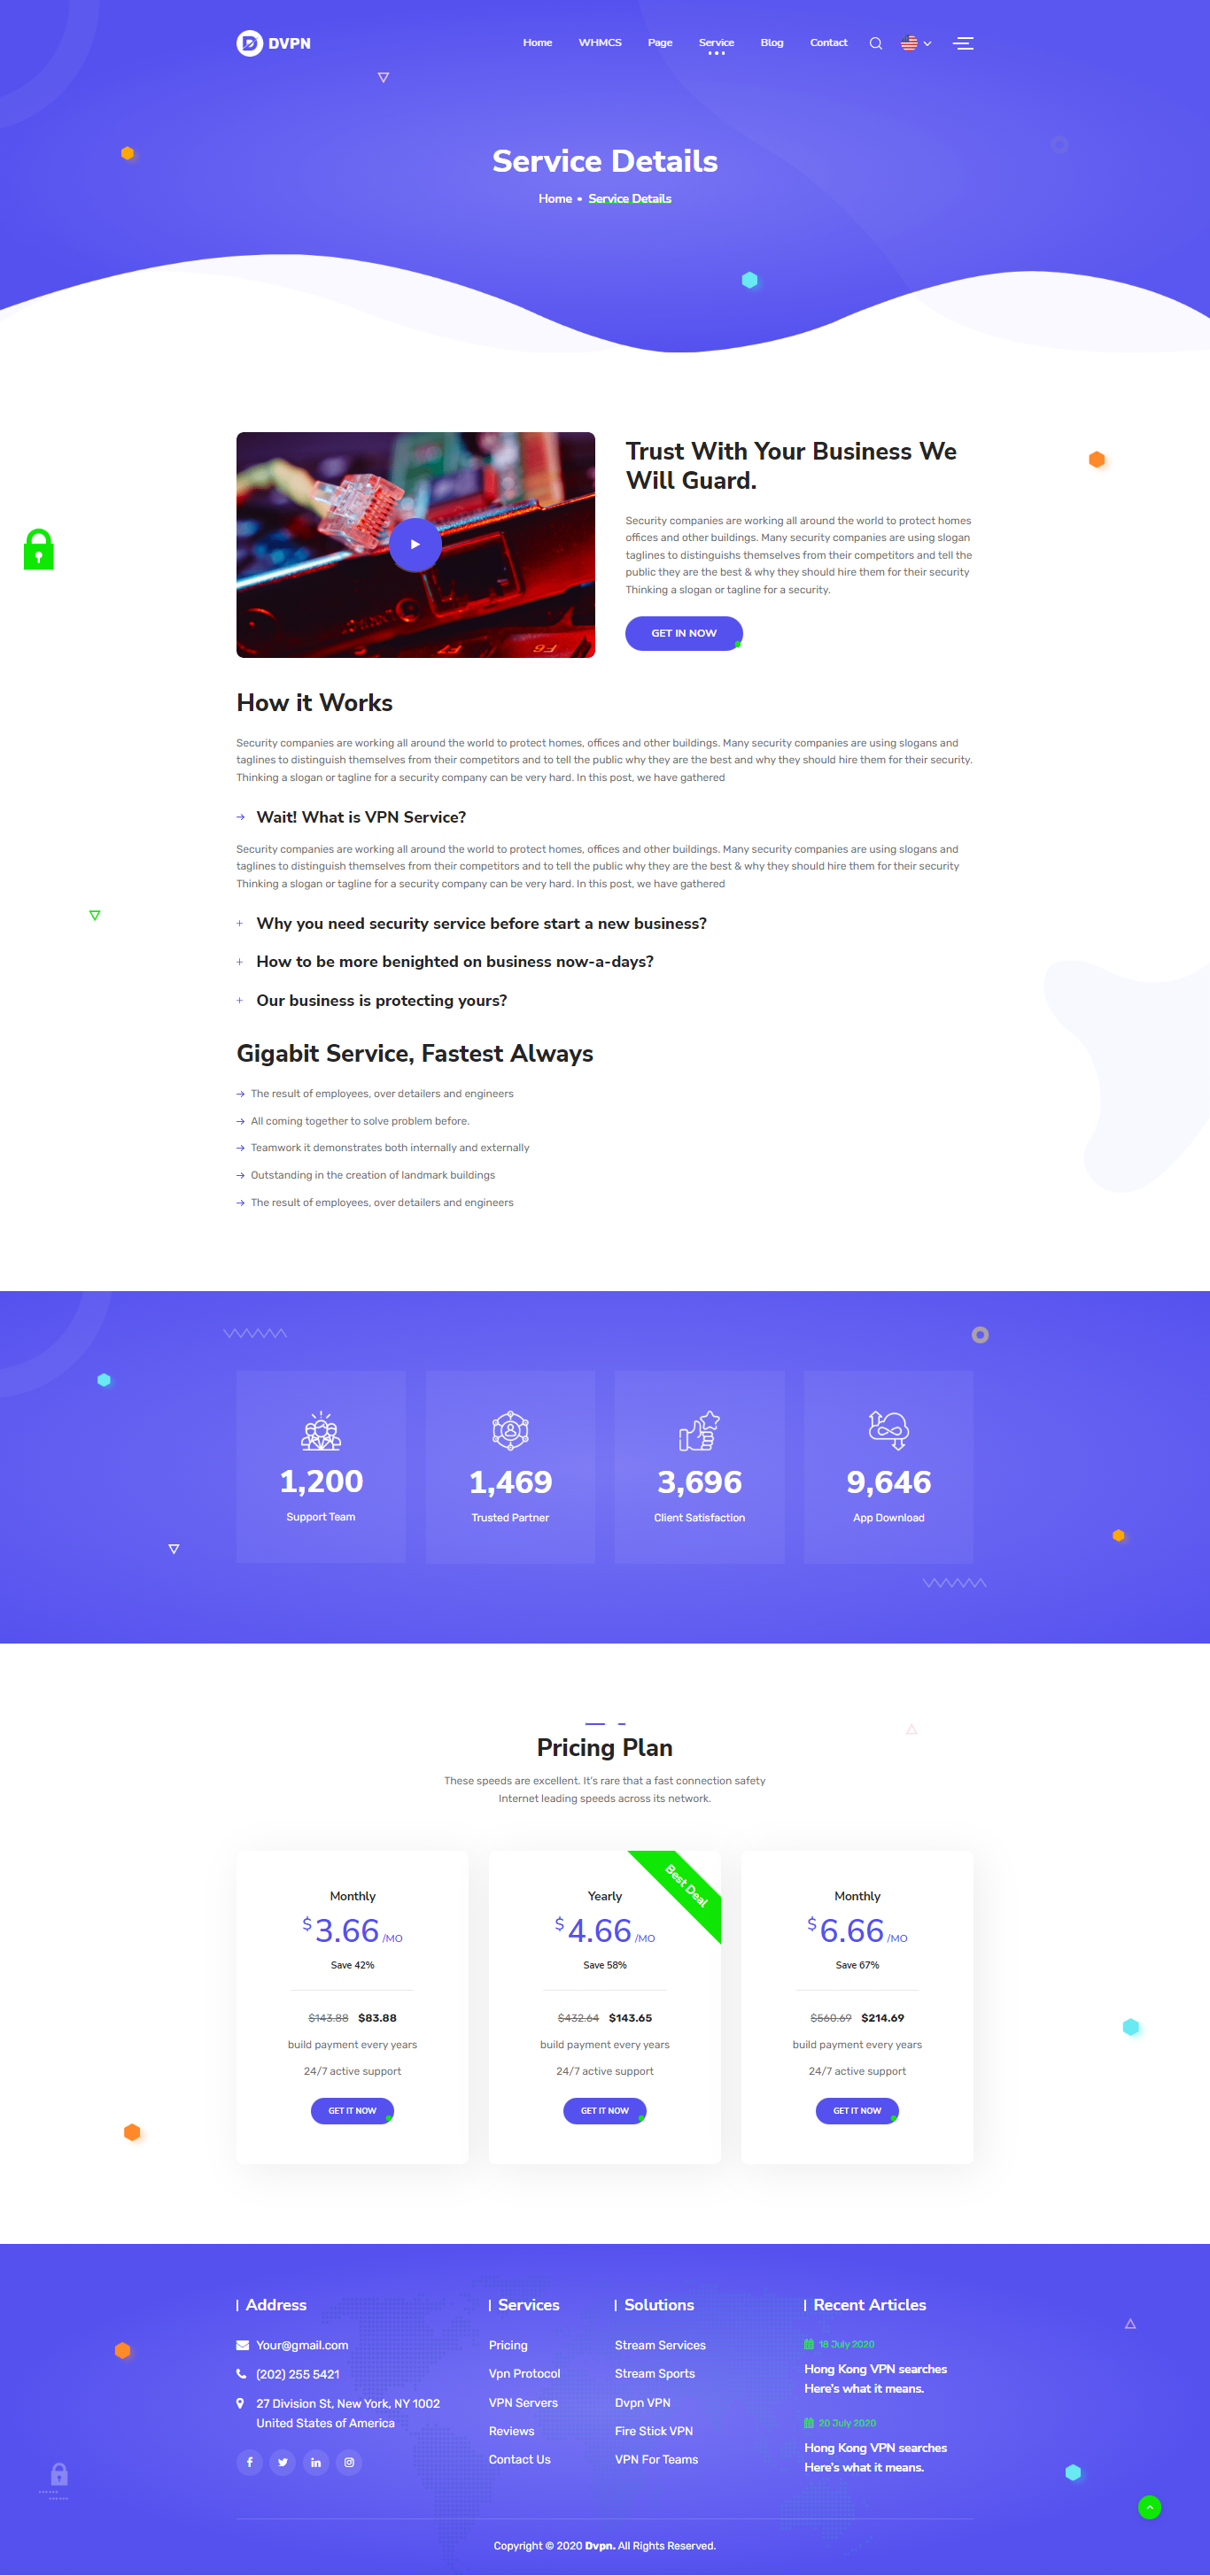 DVPN
Home WHMCS Page Service Blog Contact
Service Details
Home • Service Details
Trust With Your Business We
Will Guard.
Security companies are working all around the world to protect homes
offices and other buildings. Many security companies are using slogan
taglines to distinguishs themselves from their competitors and tell the
public they are the best & why they should hire them for their security
Thinking a slogan or tagline for a security.
GET IN NOW
F7
F6
How it Works
Security companies are working all around the world to protect homes, offices and other buildings. Many security companies are using slogans and
taglines to distinguish themselves from their competitors and to tell the public why they are the best and why they should hire them for their security.
Thinking a slogan or tagline for a security company can be very hard. In this post, we have gathered
Wait! What is VPN Service?
Security companies are working all around the world to protect homes, offices and other buildings. Many security companies are using slogans and
taglines to distinguish themselves from their competitors and to tell the public why they are the best & why they should hire them for their security
Thinking a slogan or tagline for a security company can be very hard. In this post, we have gathered
+ Why you need security service before start a new business?
+ How to be more benighted on business now-a-days?
+ Our business is protecting yours?
Gigabit Service, Fastest Always
The result of employees, over detailers and engineers
All coming together to solve problem before.
Teamwork it demonstrates both internally and externally
Outstanding in the creation of landmark buildings
The result of employees, over detailers and engineers
1,200
Support Team
1,469
Trusted Partner
3,696
Client Satisfaction
9,646
App Download
Pricing Plan
These speeds are excellent. It's rare that a fast connection safety
Internet leading speeds across its network.
Monthly
$3.66 /MO
Save 42%
$143.88 $83.88
build payment every years
24/7 active support
GET IT NOW
Best Deal
Yearly
$4.66 /MO
Save 58%
$432.64 $143.65
build payment every years
24/7 active support
GET IT NOW
Monthly
$6.66 /MO
Save 67%
$560.69 $214.69
build payment every years
24/7 active support
GET IT NOW
Address
Your@gmail.com
(202) 255 5421
27 Division St, New York, NY 1002
United States of America
Services
Pricing
Vpn Protocol
VPN Servers
Reviews
Contact Us
Solutions
Stream Services
Stream Sports
Dvpn VPN
Fire Stick VPN
VPN For Teams
Recent Articles
18 July 2020
Hong Kong VPN searches
Here's what it means.
20 July 2020
Hong Kong VPN searches
Here's what it means.
Copyright © 2020 Dvpn. All Rights Reserved.